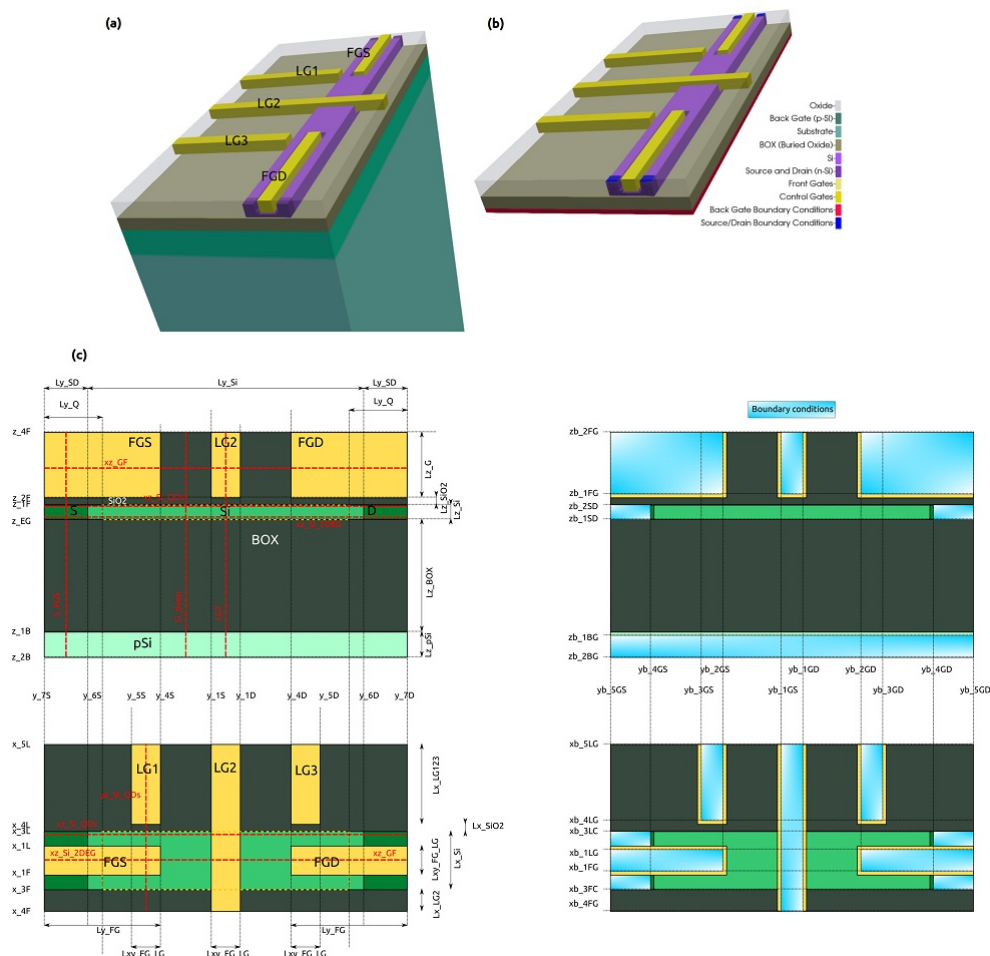 (a)
(b)
FGS
LG1
LG2
LG3
FGD
Oxide
Back Gate (p-Si)
Substrate
BOX (Buried Oxide)
Si
Source and Drain (n-Si)
Front Gates
Control Gates
Back Gate Boundary Conditions
Source/Drain Boundary Conditions
(c)
Ly_SD
Ly_Si
Ly_SD
Ly_Q
Ly_Q
z_4F
FGS
LG2
FGD
xz_GF
Lz_G
z_2F
z_1F
SiO2
Lz_SiO2
Lz_Si
S
Si
D
z_EG
BOX
Lz_BOX
z_1B
pSi
Lz_pSi
z_2B
y_7S
y_6S
y_5S
y_4S
y_1S
y_1D
y_4D
y_5D
y_6D
y_7D
x_5L
LG1
LG2
LG3
Lx_LG123
x_4L
x_3L
Lx_SiO2
x_1L
xz_Si_2DEG
FGS
FGD
xz_GF
Lxy_FG_LG
Lx_Si
x_1F
x_3F
Lx_LG2
x_4F
Ly_FG
Ly_FG
Lxy_FG_LG
Lxy_FG_LG
Lxy_FG_LG
Boundary conditions
zb_2FG
zb_1FG
zb_2SD
zb_1SD
zb_1BG
zb_2BG
yb_4GS
yb_2GS
yb_1GD
yb_2GD
yb_4GD
yb_5GS
yb_3GS
yb_1GS
yb_3GD
yb_5GD
xb_5LG
xb_4LG
xb_3LC
xb_1LG
xb_1FG
xb_3FC
xb_4FG